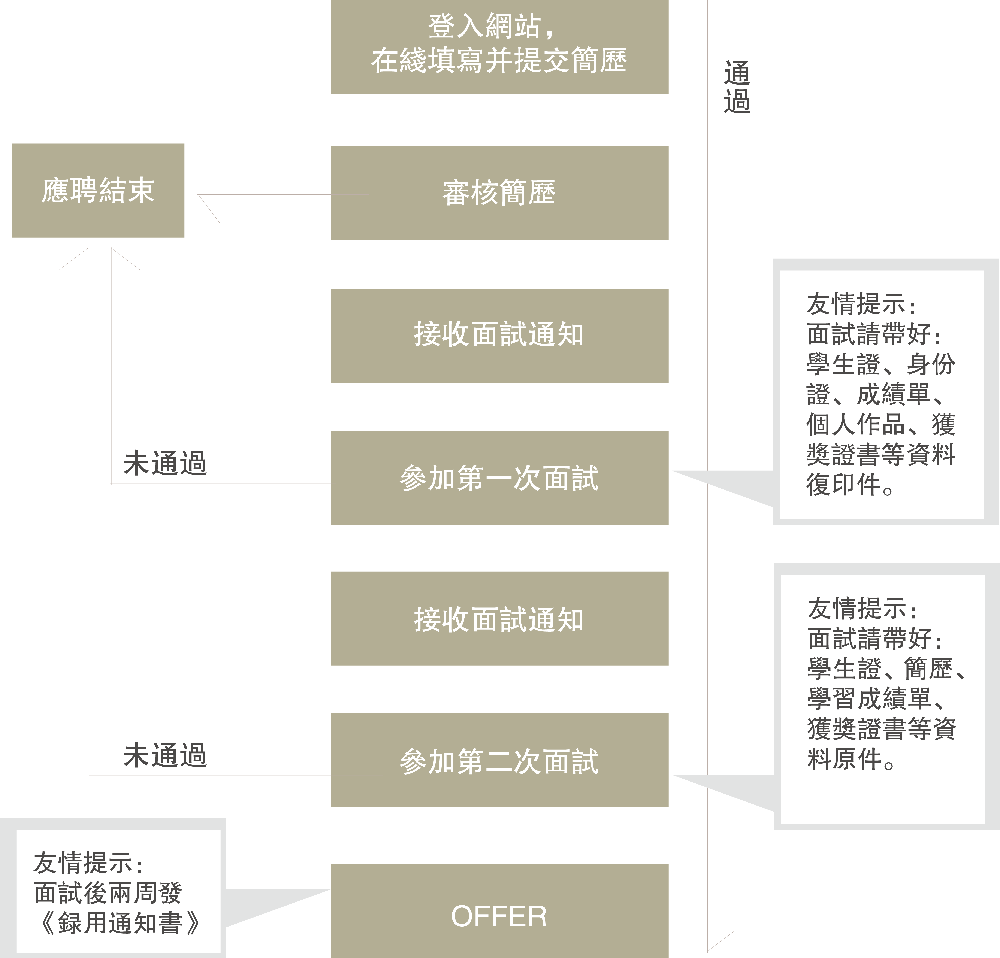 登入網站，
在綫填寫并提交簡歷
通
過
應聘結束
審核簡歷
接收面試通知
友情提示：
面試請帶好：
學生證、身份
證、成績單、
個人作品、獲
獎證書等資料
復印件。
未通過
參加第一次面試
接收面試通知
友情提示：
面試請帶好：
學生證、簡歷、
學習成績單、
獲獎證書等資
料原件。
未通過
參加第二次面試
友情提示：
面試後兩周發
《録用通知書》
OFFER